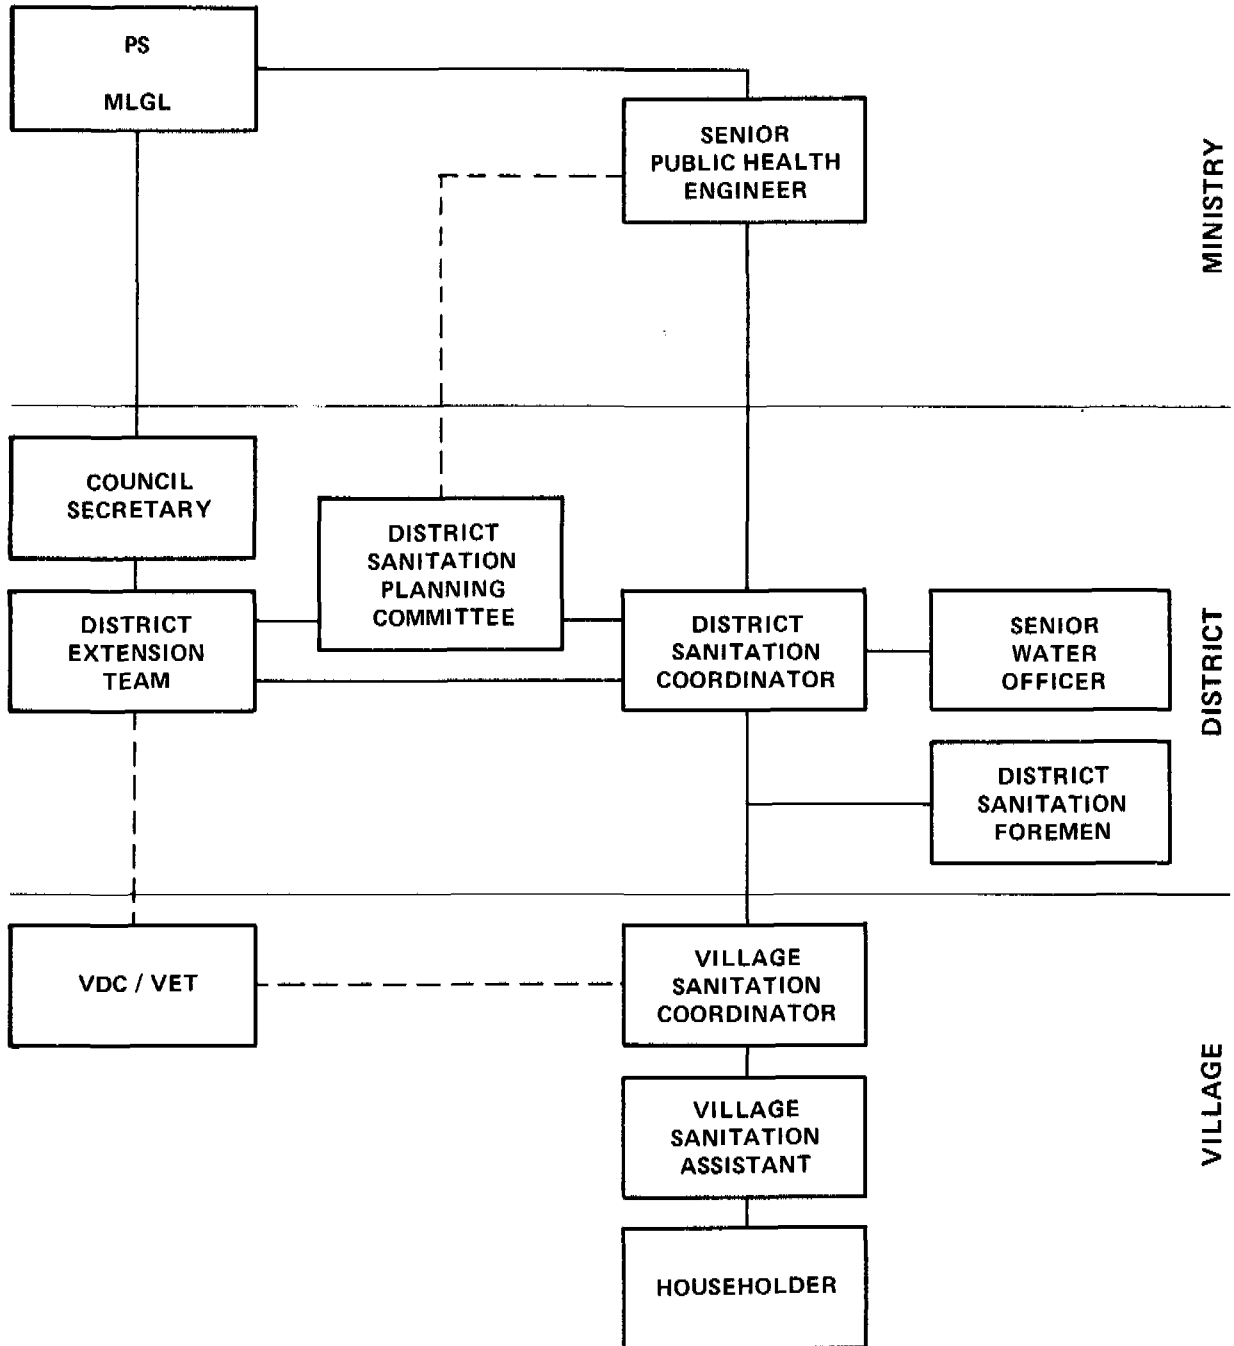 PS
MLGL
SENIOR
PUBLIC HEALTH
ENGINEER
MINISTRY
COUNCIL
SECRETARY
DISTRICT
SANITATION
PLANNING
COMMITTEE
DISTRICT
EXTENSION
TEAM
DISTRICT
SANITATION
COORDINATOR
SENIOR
WATER
OFFICER
DISTRICT
DISTRICT
SANITATION
FOREMEN
VDC / VET
VILLAGE
SANITATION
COORDINATOR
VILLAGE
SANITATION
ASSISTANT
VILLAGE
HOUSEHOLDER